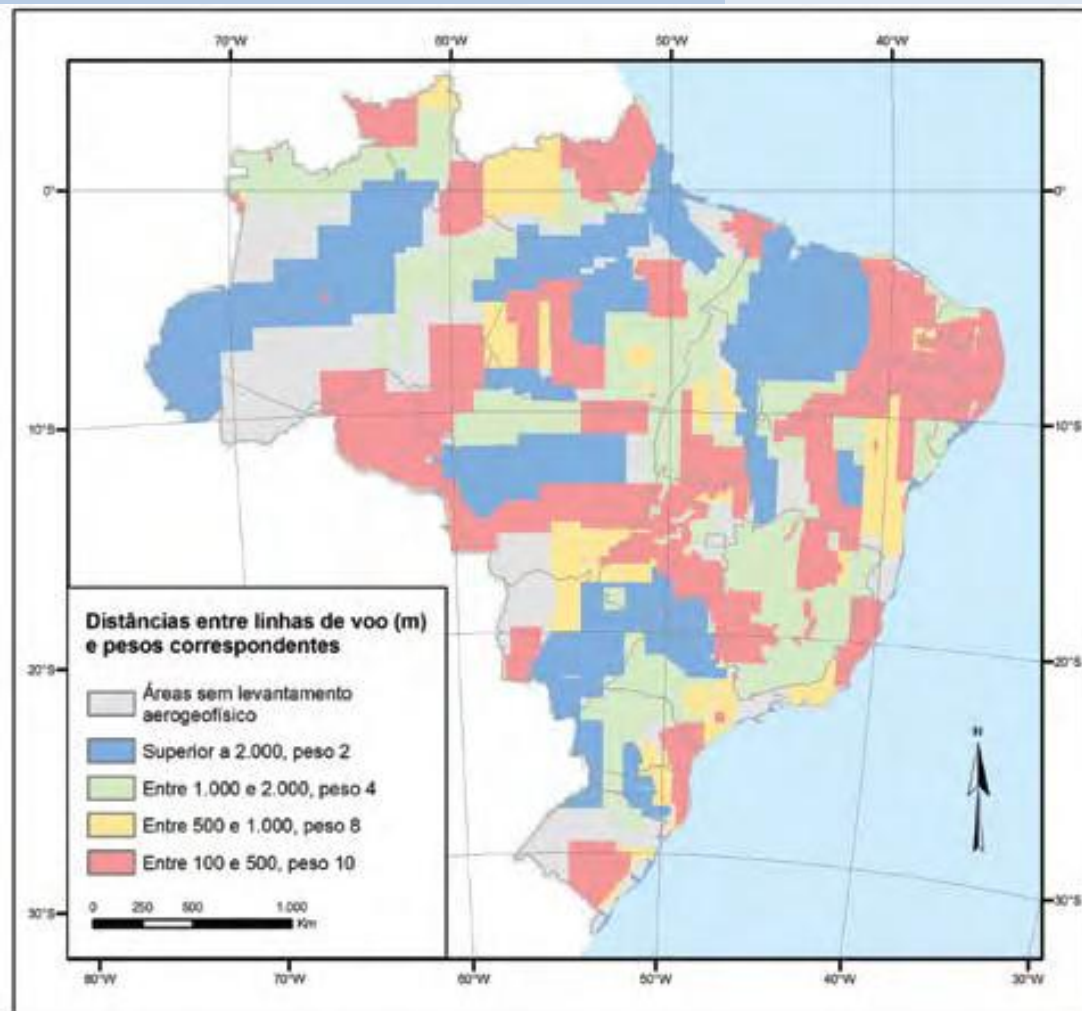 70°W 60°W 50°W 40°W
0° 0°
10°S 10°S
20°S 20°S
30°S 30°S
Distâncias entre linhas de voo (m)
e pesos correspondentes
Áreas sem levantamento
aerogeofísico
Superior a 2.000, peso 2
Entre 1.000 e 2.000, peso 4
Entre 500 e 1.000, peso 8
Entre 100 e 500, peso 10
0 250 500 1.000
Km
N
80°W 70°W 60°W 50°W 40°W 30°W